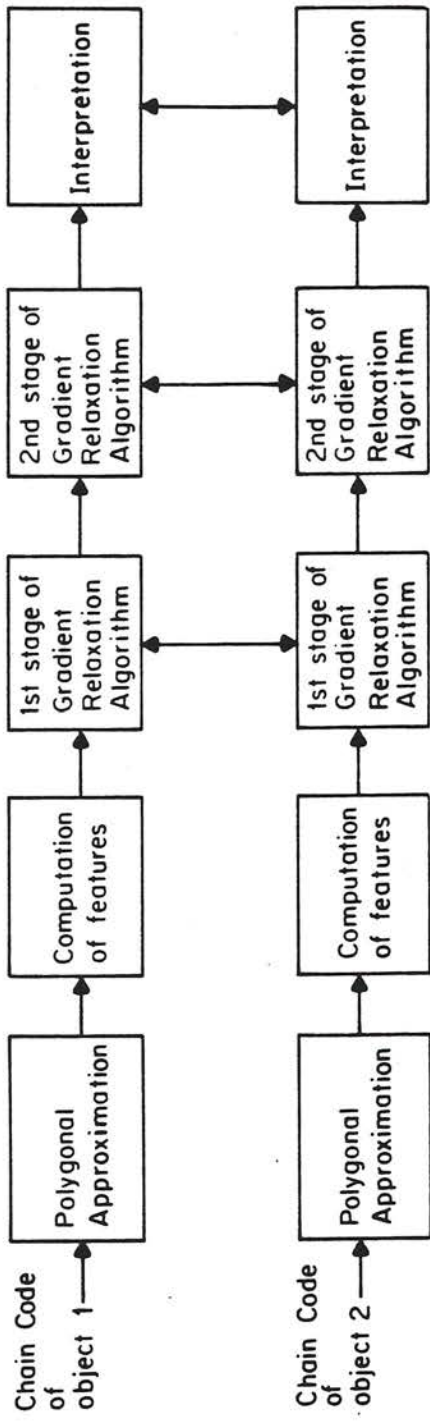 Chain Code
of
object 1
Polygonal
Approximation
Computation
of features
1st stage of
Gradient
Relaxation
Algorithm
2nd stage of
Gradient
Relaxation
Algorithm
Interpretation
Chain Code
of
object 2
Polygonal
Approximation
Computation
of features
1st stage of
Gradient
Relaxation
Algorithm
2nd stage of
Gradient
Relaxation
Algorithm
Interpretation